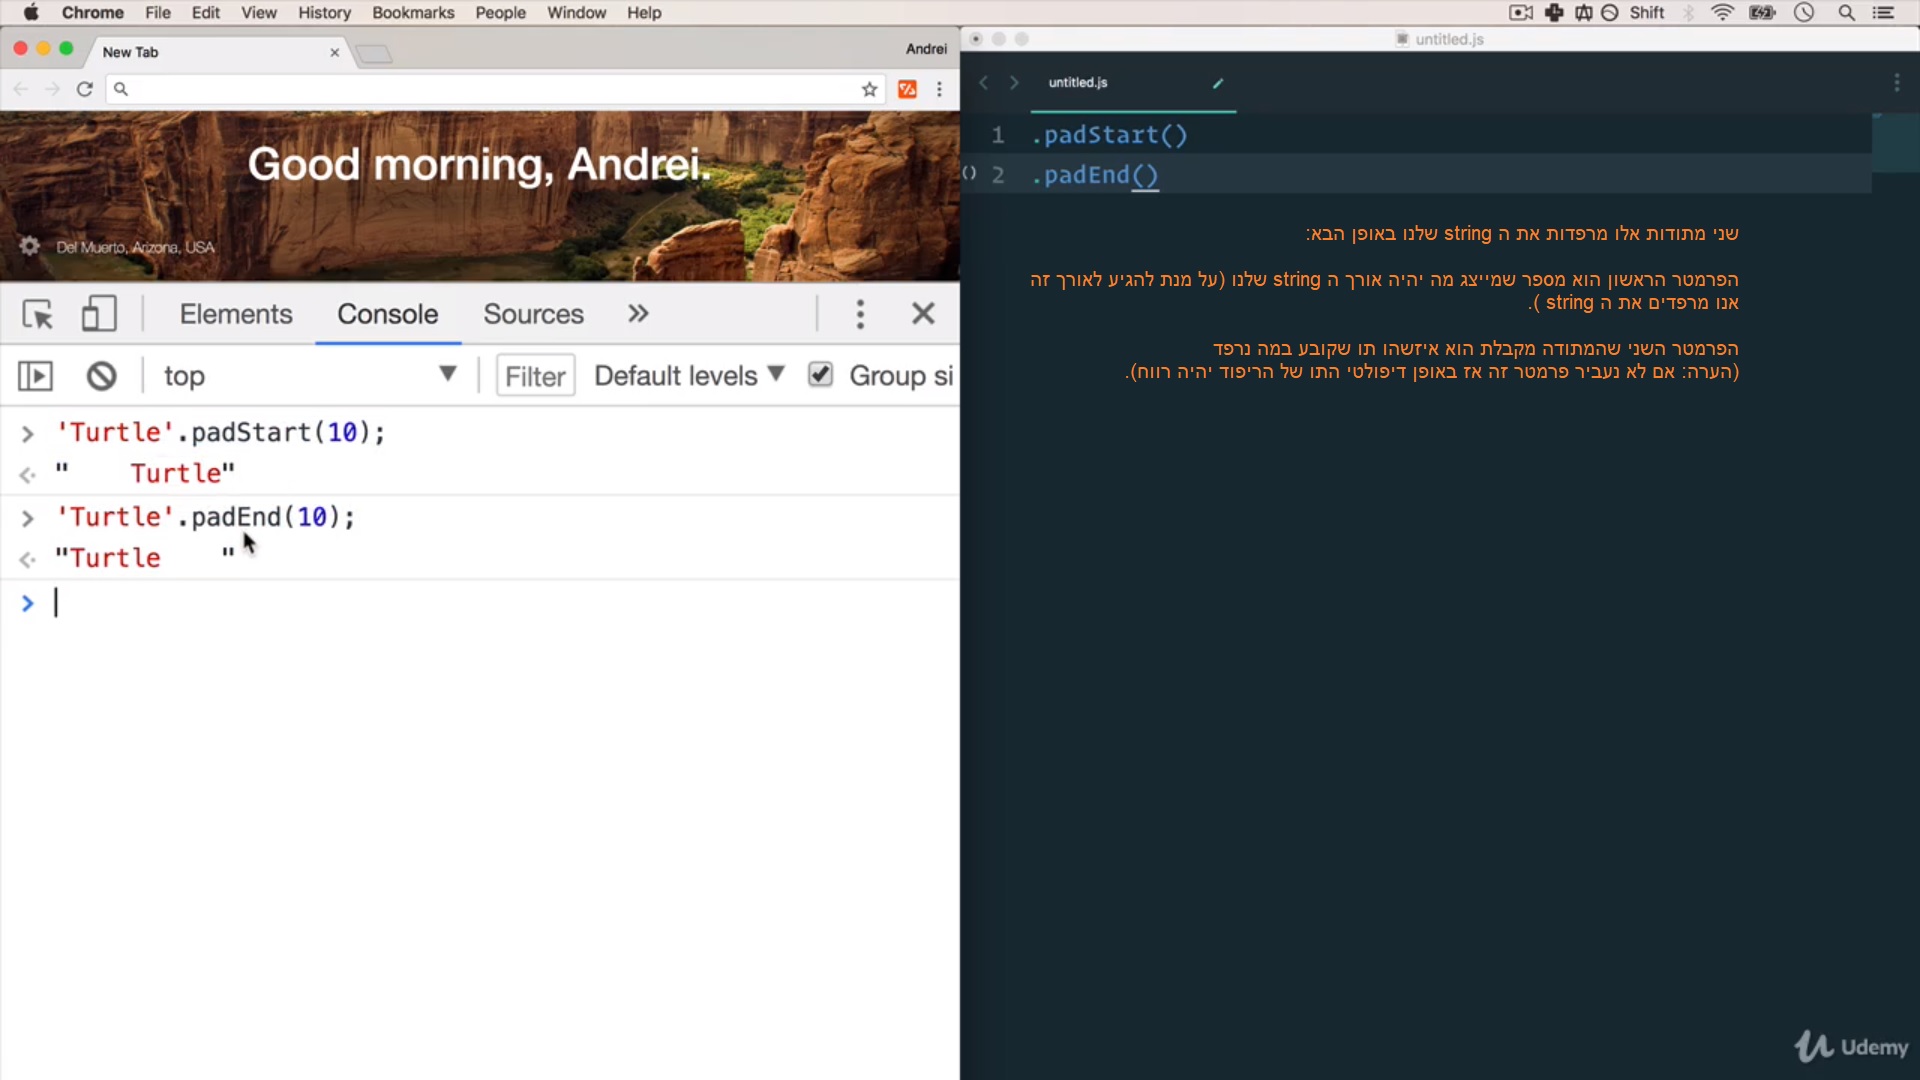 Chrome File Edit View History Bookmarks People Window Help Shift
New Tab Andrei
Good morning, Andrei.
Del Muerto, Arizona, USA
Elements Console Sources »
top Filter Default levels Group si
'Turtle'.padStart(10);
"    Turtle"
'Turtle'.padEnd(10);
"Turtle    "
untitled.js
untitled.js
1 .padStart()
2 .padEnd()
שני מתודות אלו מרפדות את ה string שלנו באופן הבא:
הפרמטר הראשון הוא מספר שמייצג מה יהיה אורך ה string שלנו (על מנת להגיע לאורך זה
אנו מרפדים את ה string ).
הפרמטר השני שהמתודה מקבלת הוא איזשהו תו שקובע במה נרפד
(הערה: אם לא נעביר פרמטר זה אז באופן דיפולטי התו של הריפוד יהיה רווח).
Udemy